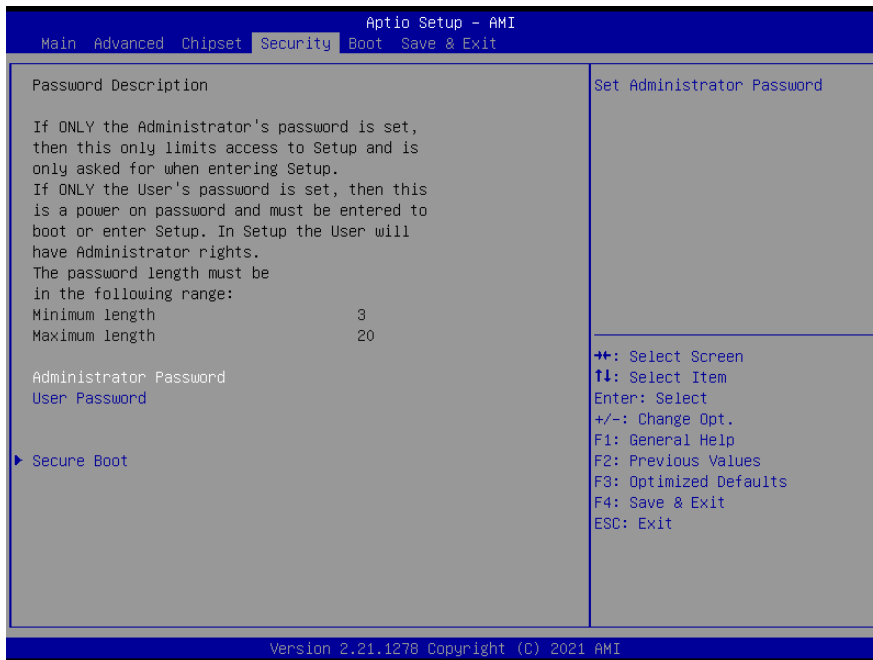 Aptio Setup – AMI
Main Advanced Chipset Security Boot Save & Exit
Password Description
If ONLY the Administrator's password is set,
then this only limits access to Setup and is
only asked for when entering Setup.
If ONLY the User's password is set, then this
is a power on password and must be entered to
boot or enter Setup. In Setup the User will
have Administrator rights.
The password length must be
in the following range:
Minimum length 3
Maximum length 20
Administrator Password
User Password
Secure Boot
Set Administrator Password
→←: Select Screen
↑↓: Select Item
Enter: Select
+/-: Change Opt.
F1: General Help
F2: Previous Values
F3: Optimized Defaults
F4: Save & Exit
ESC: Exit
Version 2.21.1278 Copyright (C) 2021 AMI